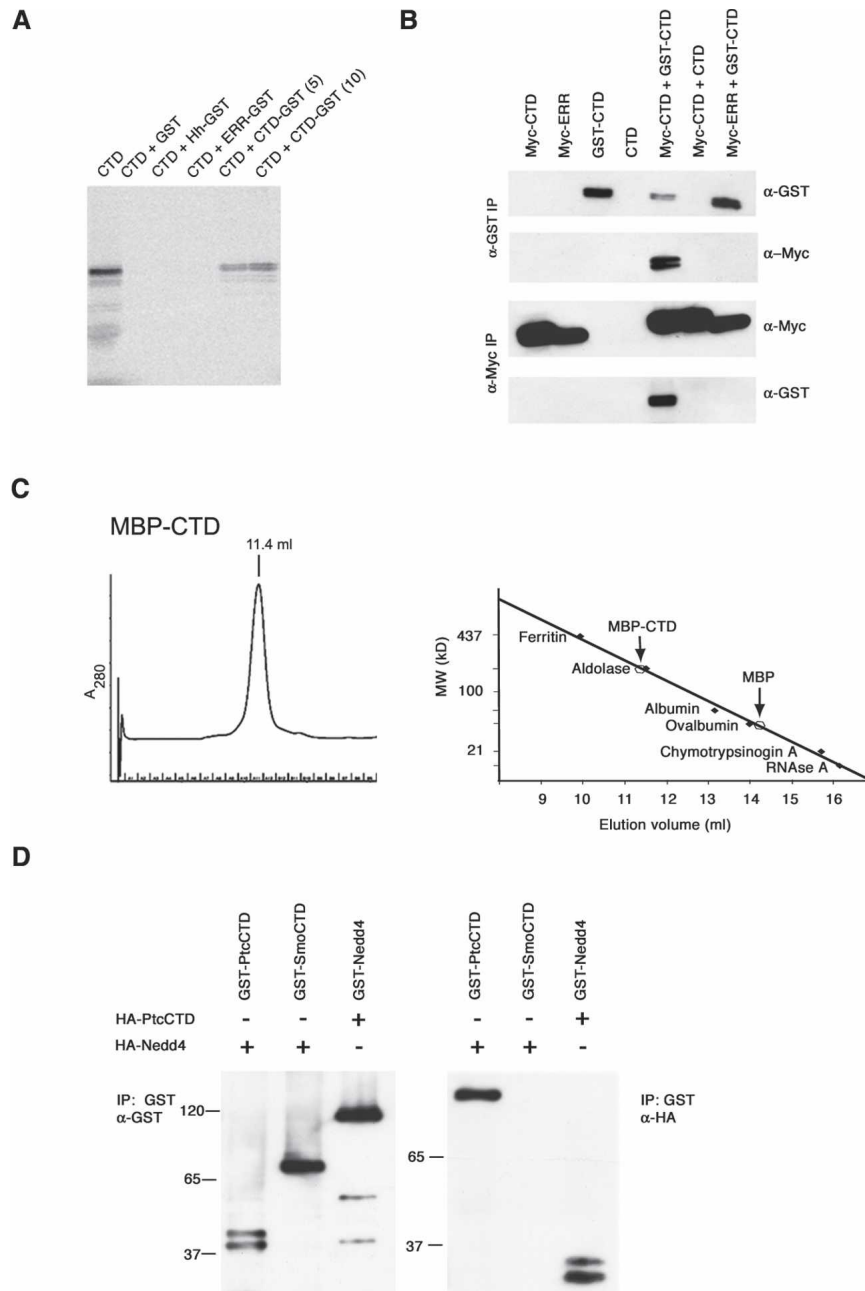 A
CTD
CTD + GST
CTD + Hh-GST
CTD + ERR-GST
CTD + CTD-GST (5)
CTD + CTD-GST (10)
B
Myc-CTD
Myc-ERR
GST-CTD
CTD
Myc-CTD + GST-CTD
Myc-CTD + CTD
Myc-ERR + GST-CTD
α-GST IP
α-GST
α-Myc
α-Myc IP
α-Myc
α-GST
C
MBP-CTD
11.4 ml
A280
MW (kD)
437
100
21
Ferritin
MBP-CTD
Aldolase
MBP
Albumin
Ovalbumin
Chymotrypsinogin A
RNAse A
9 10 11 12 13 14 15 16
Elution volume (ml)
D
GST-PtcCTD
GST-SmoCTD
GST-Nedd4
GST-PtcCTD
GST-SmoCTD
GST-Nedd4
HA-PtcCTD - - + - - +
HA-Nedd4 + + - + + -
IP: GST
α-GST
120
65
37
65
37
IP: GST
α-HA